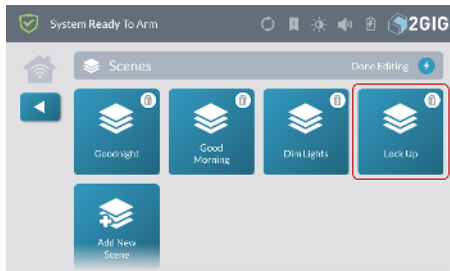 System Ready To Arm
2GIG
Scenes
Done Editing
Goodnight
Good
Morning
Dim Lights
Lock Up
Add New
Scene